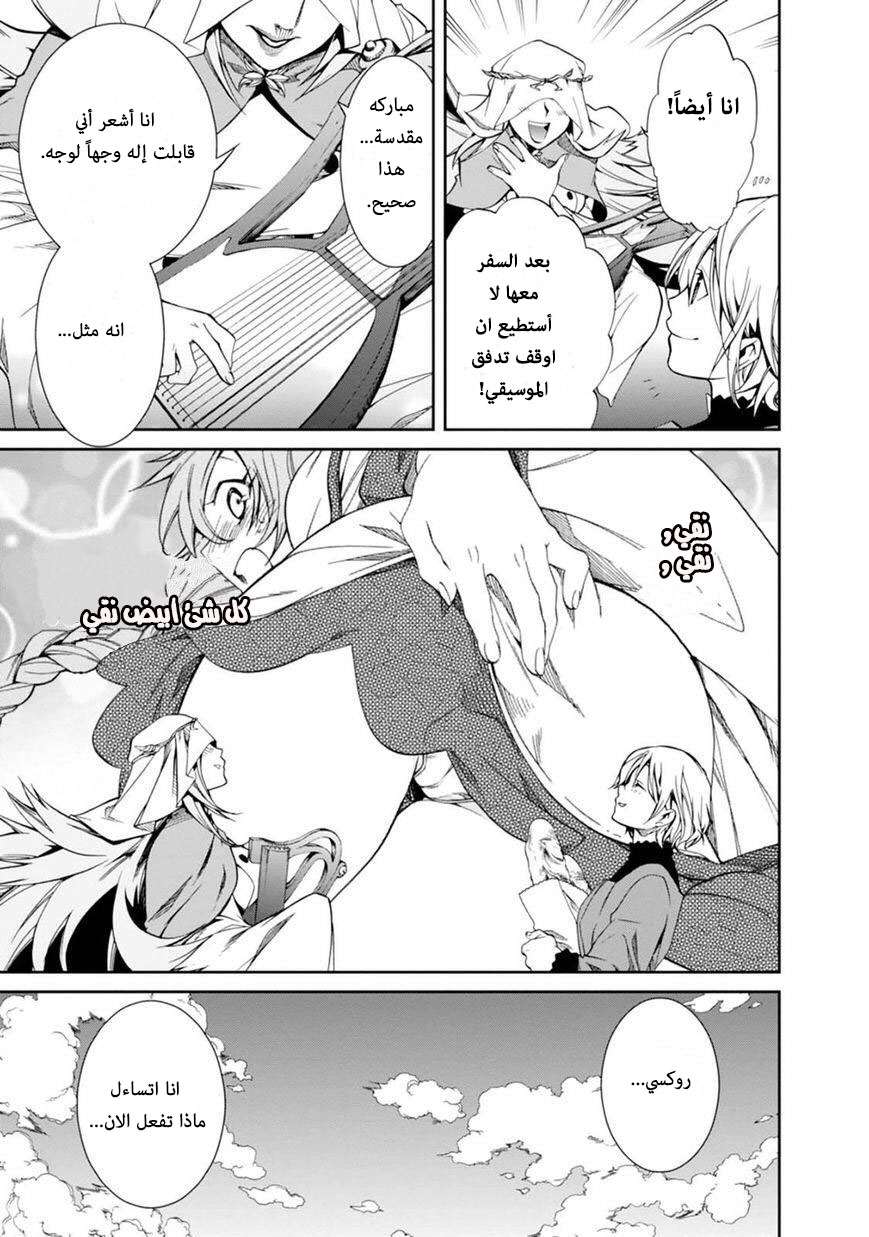 انا أيضاً!
بعد السفر
معها لا
أستطيع ان
اوقف تدفق
الموسيقي!
مباركه
مقدسة...
هذا
صحيح.
انا أشعر أني
قابلت إله وجهاً لوجه.
انه مثل...
نقي و
نقي و
كل شئ أبيض نقي
روكسي...
انا اتساءل
ماذا تفعل الان...